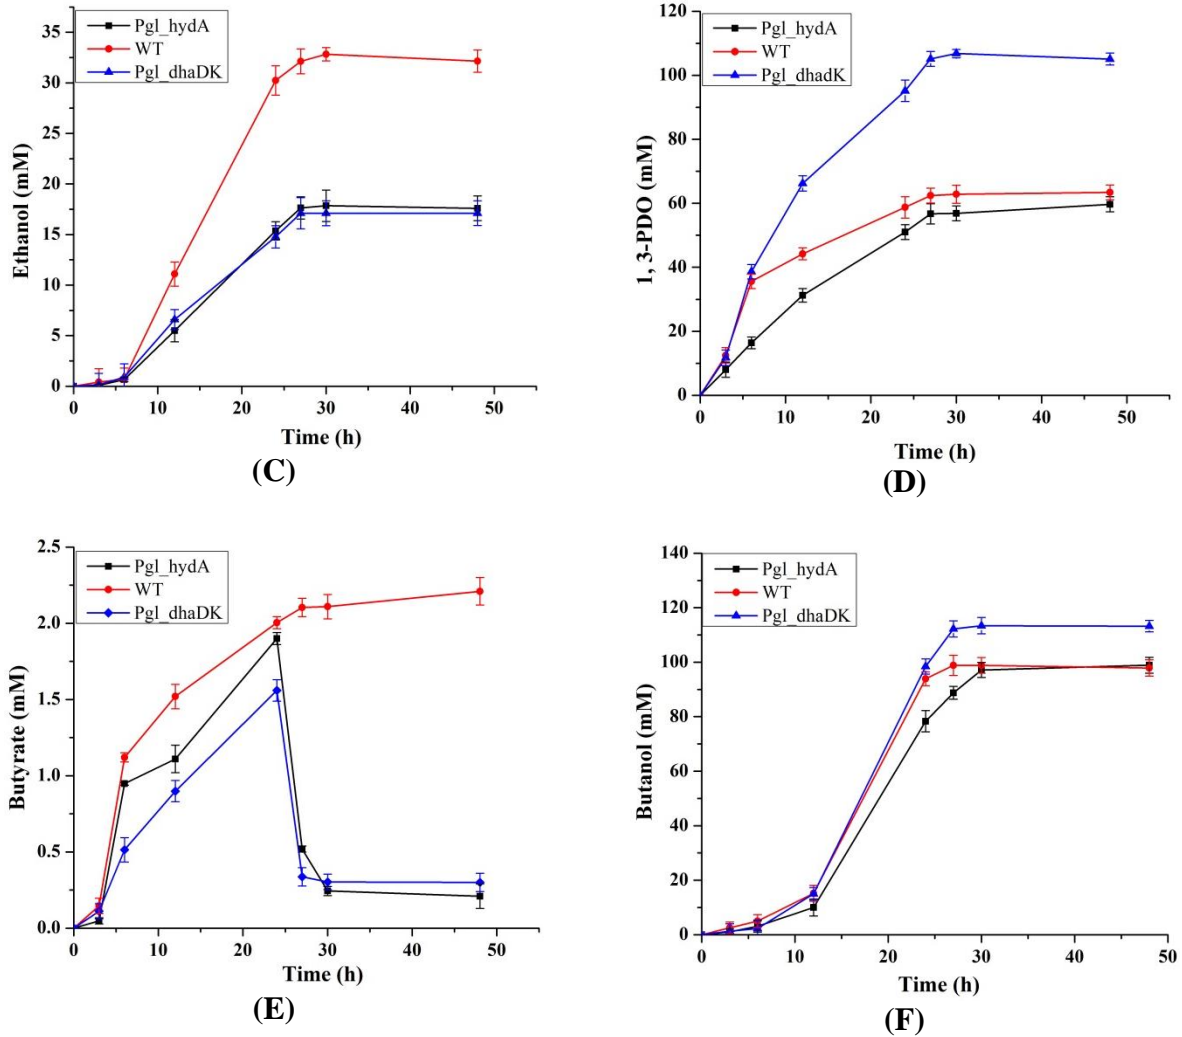 Pgl_hydA
WT
Pgl_dhaDK
35
30
25
20
15
10
5
0
Ethanol (mM)
0 10 20 30 40 50
Time (h)
(C)
Pgl_hydA
WT
Pgl_dhadK
120
100
80
60
40
20
0
1, 3-PDO (mM)
0 10 20 30 40 50
Time (h)
(D)
2.5
2.0
1.5
1.0
0.5
0.0
Pgl_hydA
WT
Pgl_dhaDK
Butyrate (mM)
0 10 20 30 40 50
Time (h)
(E)
140
120
100
80
60
40
20
0
Pgl_hydA
WT
Pgl_dhaDK
Butanol (mM)
0 10 20 30 40 50
Time (h)
(F)